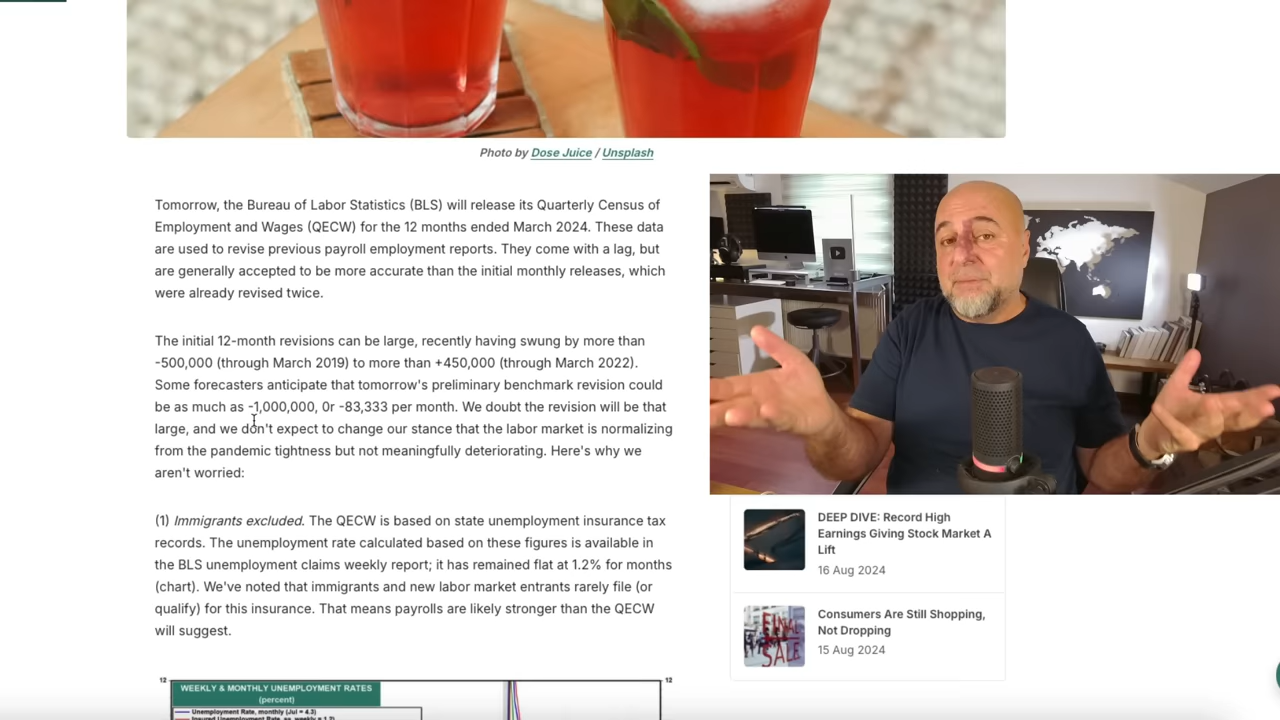 Photo by Dose Juice / Unsplash
Tomorrow, the Bureau of Labor Statistics (BLS) will release its Quarterly Census of
Employment and Wages (QECW) for the 12 months ended March 2024. These data
are used to revise previous payroll employment reports. They come with a lag, but
are generally accepted to be more accurate than the initial monthly releases, which
were already revised twice.
The initial 12-month revisions can be large, recently having swung by more than
-500,000 (through March 2019) to more than +450,000 (through March 2022).
Some forecasters anticipate that tomorrow's preliminary benchmark revision could
be as much as -1,000,000, 0r -83,333 per month. We doubt the revision will be that
large, and we don't expect to change our stance that the labor market is normalizing
from the pandemic tightness but not meaningfully deteriorating. Here's why we
aren't worried:
(1) Immigrants excluded. The QECW is based on state unemployment insurance tax
records. The unemployment rate calculated based on these figures is available in
the BLS unemployment claims weekly report; it has remained flat at 1.2% for months
(chart). We've noted that immigrants and new labor market entrants rarely file (or
qualify) for this insurance. That means payrolls are likely stronger than the QECW
will suggest.
12
WEEKLY & MONTHLY UNEMPLOYMENT RATES
(percent)
12
Unemployment Rate, monthly (Jul = 4.3)
DEEP DIVE: Record High
Earnings Giving Stock Market A
Lift
16 Aug 2024
FINAL
SALE
Consumers Are Still Shopping,
Not Dropping
15 Aug 2024